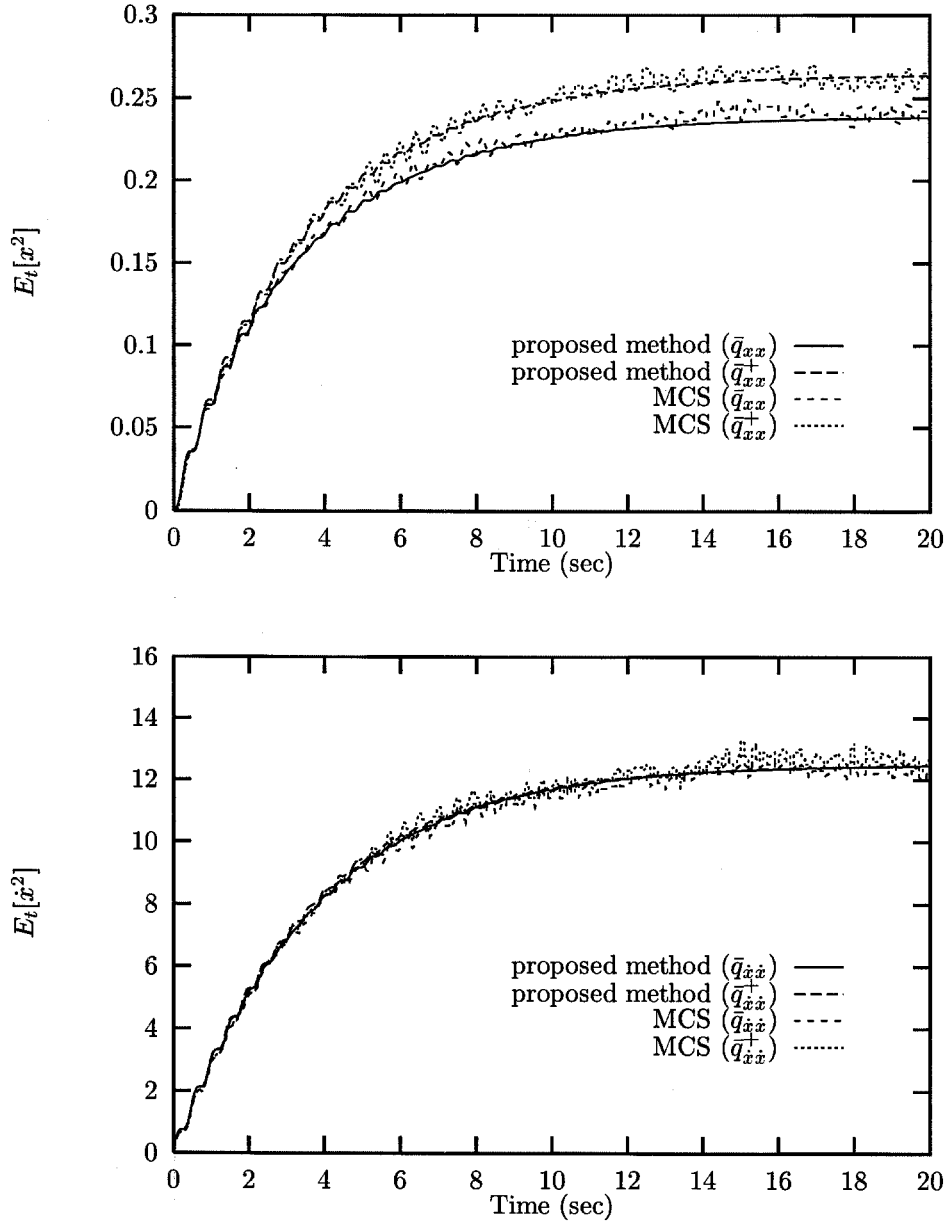 0.3
0.25
0.2
0.15
0.1
0.05
0
E_t[x²]
proposed method (q̄_xx)
proposed method (q̄⁺_xx)
MCS (q̄_xx)
MCS (q̄⁺_xx)
0 2 4 6 8 10 12 14 16 18 20
Time (sec)
16
14
12
10
8
6
4
2
0
E_t[ẋ²]
proposed method (q̄_ẋẋ)
proposed method (q̄⁺_ẋẋ)
MCS (q̄_ẋẋ)
MCS (q̄⁺_ẋẋ)
0 2 4 6 8 10 12 14 16 18 20
Time (sec)